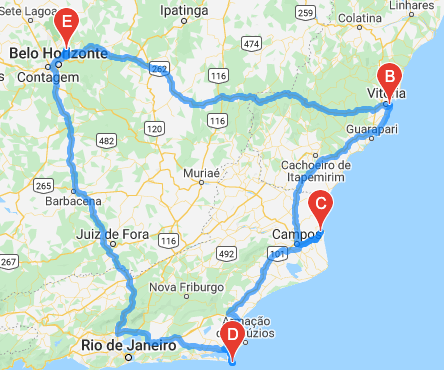 Sete Lagoas
Ipatinga
Linhares
Colatina
474
259
E
Belo Horizonte
Contagem
262
116
381
B
Vitória
116
Guarapari
120
482
Cachoeiro de
Itapemirim
265
Muriaé
Barbacena
C
Juiz de Fora
116
492
Campos
101
267
Nova Friburgo
Armação
dos Búzios
D
Rio de Janeiro